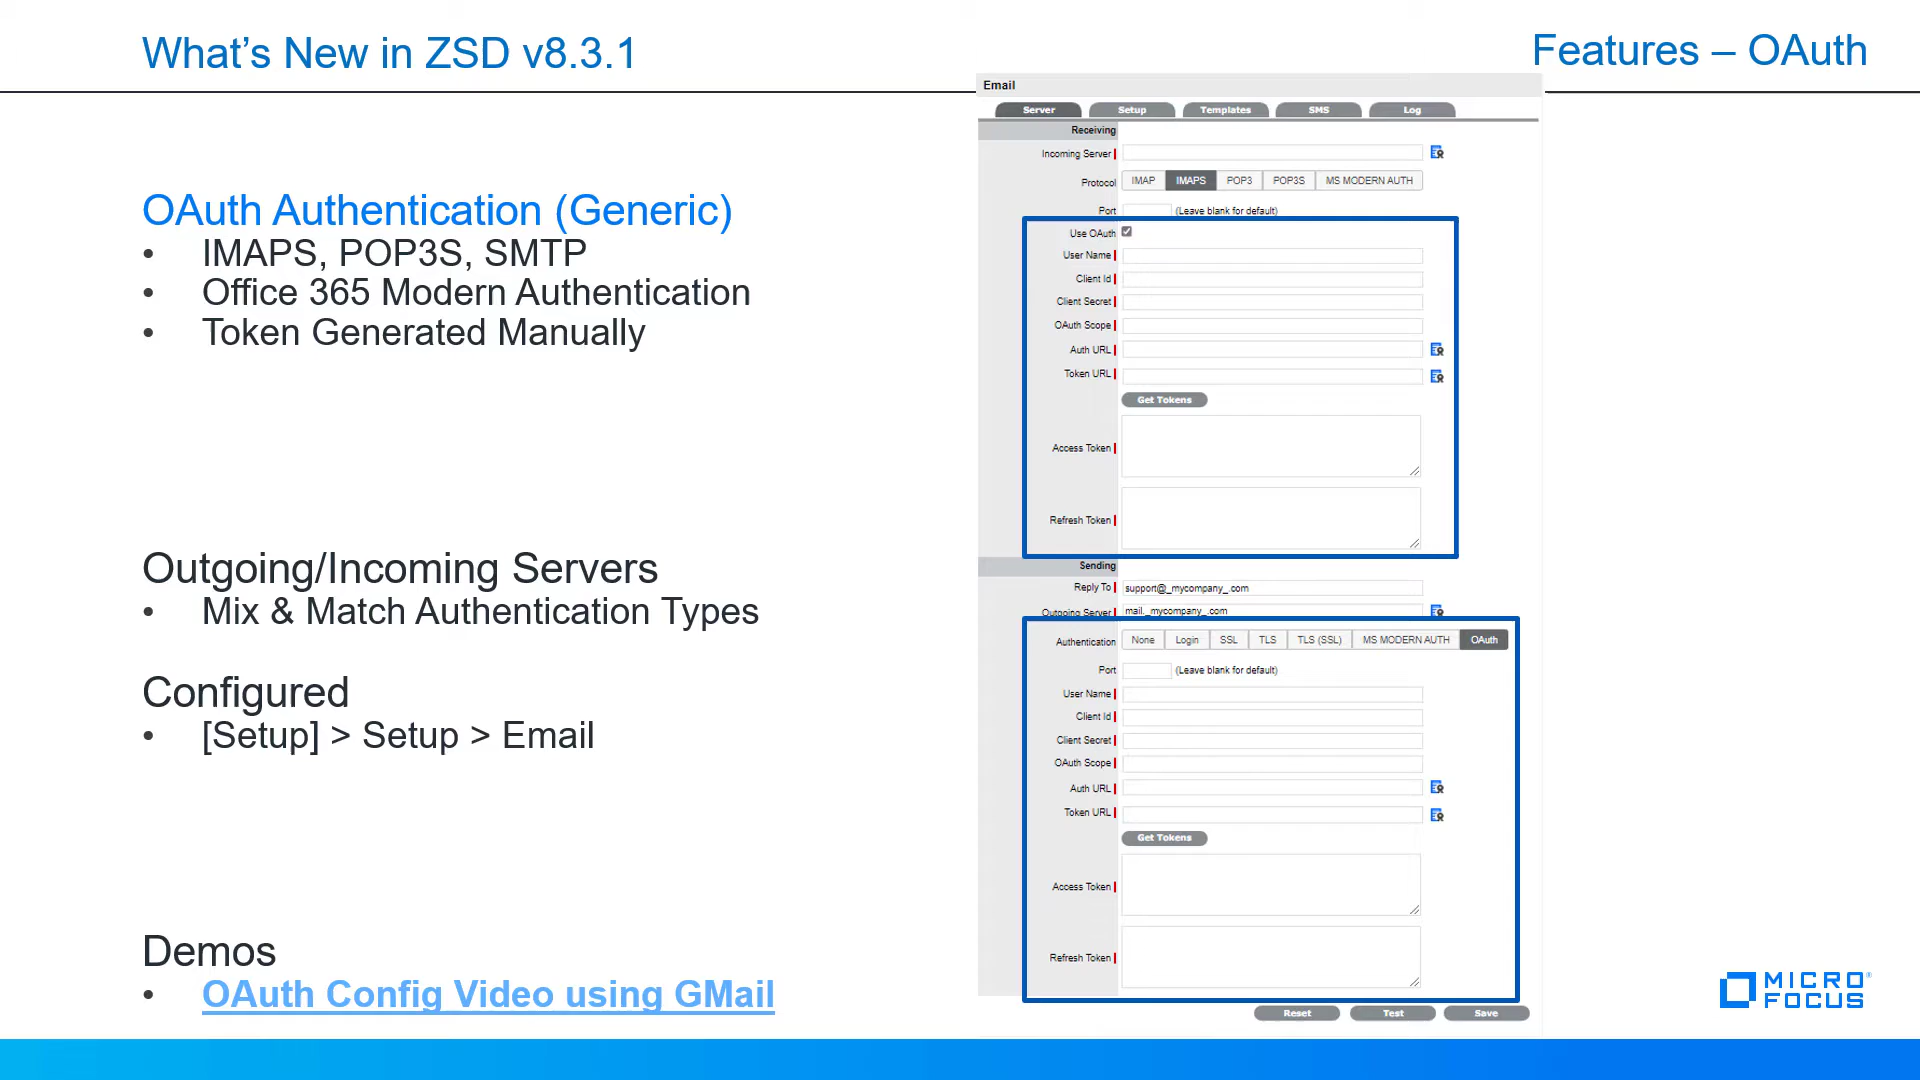 What's New in ZSD v8.3.1
Features – OAuth
OAuth Authentication (Generic)
• IMAPS, POP3S, SMTP
• Office 365 Modern Authentication
• Token Generated Manually
Outgoing/Incoming Servers
• Mix & Match Authentication Types
Configured
• [Setup] > Setup > Email
Demos
• OAuth Config Video using GMail
Email
Server Setup Templates SMS Log
Receiving
Incoming Server
Protocol IMAP IMAPS POP3 POP3S MS MODERN AUTH
Port (Leave blank for default)
Use OAuth
User Name
Client Id
Client Secret
OAuth Scope
Auth URL
Token URL
Get Tokens
Access Token
Refresh Token
Sending
Reply To support@_mycompany_.com
Outgoing Server mail._mycompany_.com
Authentication None Login SSL TLS TLS (SSL) MS MODERN AUTH OAuth
Port (Leave blank for default)
User Name
Client Id
Client Secret
OAuth Scope
Auth URL
Token URL
Get Tokens
Access Token
Refresh Token
Reset Test Save
MICRO
FOCUS